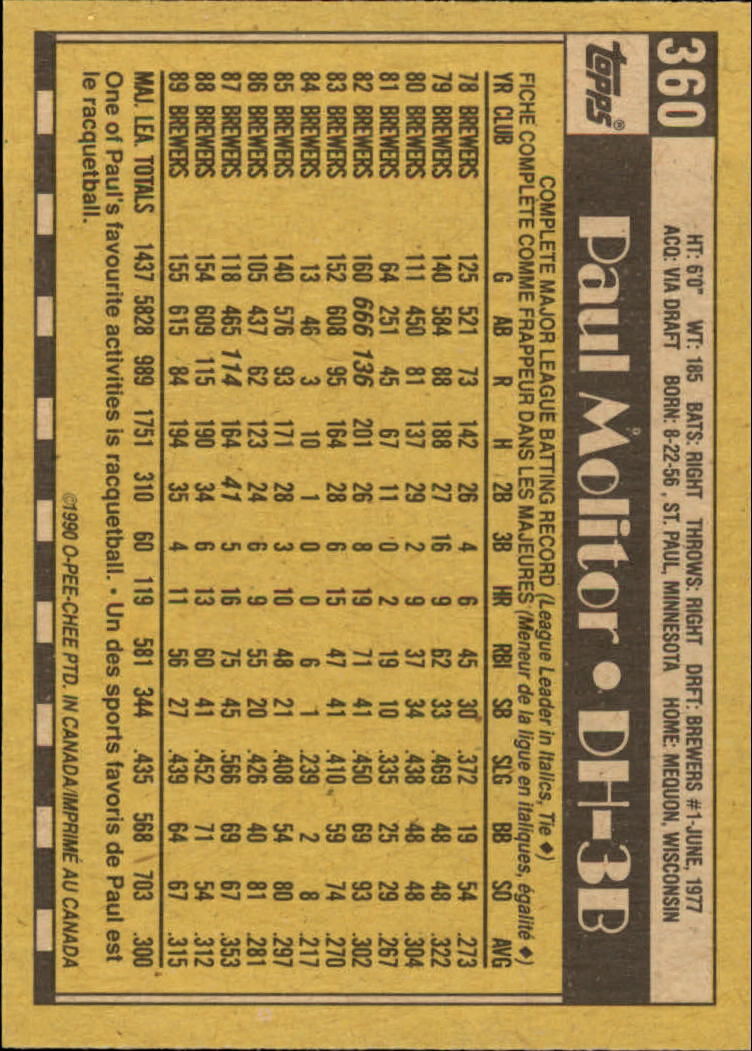 360
HT: 6'0" WT: 185 BATS: RIGHT THROWS: RIGHT DRFT: BREWERS #1-JUNE, 1977
ACQ: VIA DRAFT BORN: 8-22-56, ST. PAUL, MINNESOTA HOME: MEQUON, WISCONSIN
topps®
Paul Molitor • DH-3B
COMPLETE MAJOR LEAGUE BATTING RECORD (League Leader in Italics, Tie ♦)
FICHE COMPLÈTE COMME FRAPPEUR DANS LES MAJEURES (Meneur de la ligue en italiques, égalité ♦)
YR CLUB G AB R H 2B 3B HR RBI SB SLG BB SO AVG
78 BREWERS 125 521 73 142 26 4 6 45 30 .372 19 54 .273
79 BREWERS 140 584 88 188 27 16 9 62 33 .469 48 48 .322
80 BREWERS 111 450 81 137 29 2 9 37 34 .438 48 48 .304
81 BREWERS 64 251 45 67 11 0 2 19 10 .335 25 29 .267
82 BREWERS 160 666 136 201 26 8 19 71 41 .450 69 93 .302
83 BREWERS 152 608 95 164 28 6 15 47 41 .410 59 74 .270
84 BREWERS 13 46 3 10 1 0 0 6 1 .239 2 8 .217
85 BREWERS 140 576 93 171 28 3 10 48 21 .408 54 80 .297
86 BREWERS 105 437 62 123 24 6 9 55 20 .426 40 81 .281
87 BREWERS 118 465 114 164 41 5 16 75 45 .566 69 67 .353
88 BREWERS 154 609 115 190 34 6 13 60 41 .452 71 54 .312
89 BREWERS 155 615 84 194 35 4 11 56 27 .439 64 67 .315
MAJ. LEA. TOTALS 1437 5828 989 1751 310 60 119 581 344 .435 568 703 .300
One of Paul's favourite activities is racquetball. • Un des sports favoris de Paul est
le racquetball.
©1990 O-PEE-CHEE PTD. IN CANADA/IMPRIMÉ AU CANADA